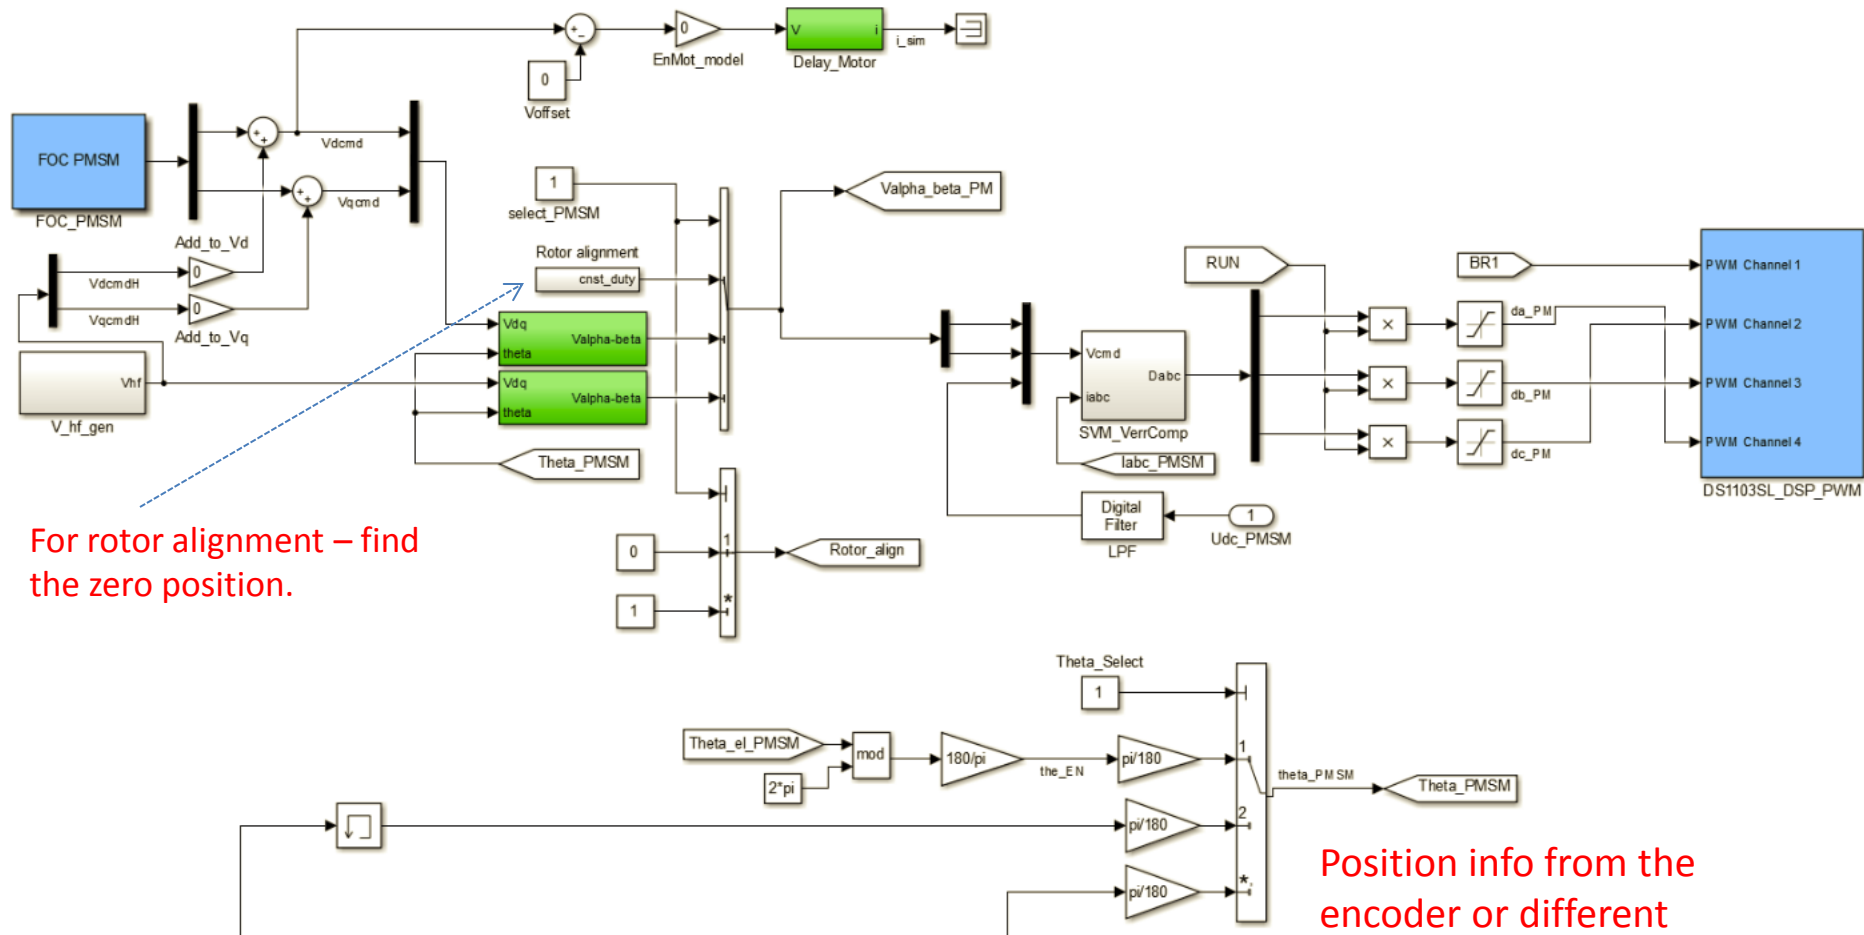 0
EnMot_model
V
i
Delay_Motor
i_sim
+
-
0
Voffset
FOC PMSM
FOC_PMSM
+
+
Vdcmd
+
+
Vqcmd
Add_to_Vd
0
VdcmdH
0
VqcmdH
Add_to_Vq
Vhf
V_hf_gen
1
select_PMSM
Rotor alignment
cnst_duty
Vdq
theta
Valpha-beta
Vdq
theta
Valpha-beta
Theta_PMSM
Valpha_beta_PM
0
1
1
*
Rotor_align
Vcmd
iabc
Dabc
SVM_VerrComp
Iabc_PMSM
Digital
Filter
LPF
1
Udc_PMSM
RUN
×
×
×
BR1
da_PM
db_PM
dc_PM
PWM Channel 1
PWM Channel 2
PWM Channel 3
PWM Channel 4
DS1103SL_DSP_PWM
For rotor alignment – find
the zero position.
Theta_Select
1
Theta_el_PMSM
2*pi
mod
180/pi
the_EN
pi/180
pi/180
pi/180
1
2
*,
theta_PMSM
Theta_PMSM
Position info from the
encoder or different